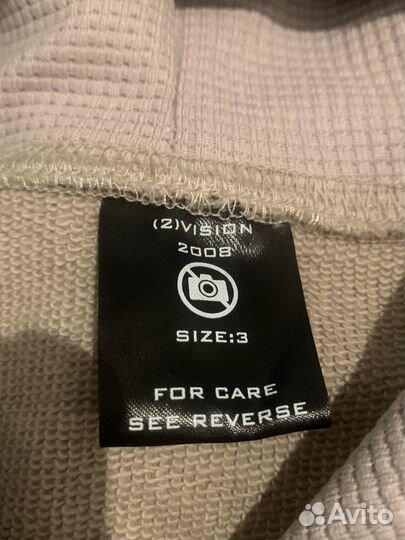 (2)VISION
2008
SIZE:3
FOR CARE
SEE REVERSE
Avito